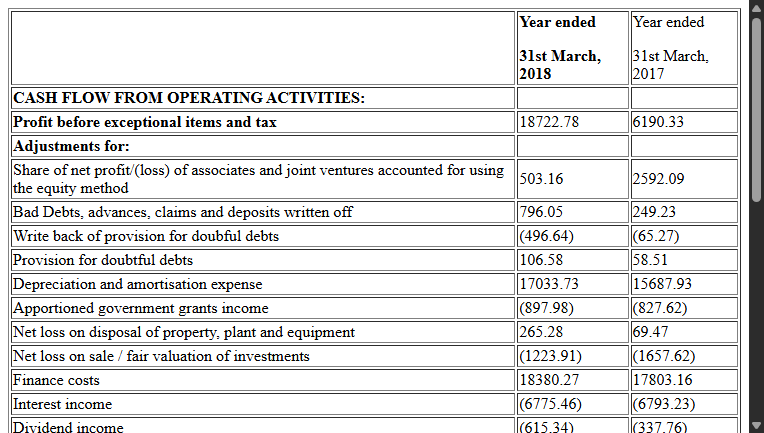 Year ended 31st March, 2018 Year ended 31st March, 2017
CASH FLOW FROM OPERATING ACTIVITIES:
Profit before exceptional items and tax 18722.78 6190.33
Adjustments for:
Share of net profit/(loss) of associates and joint ventures accounted for using the equity method 503.16 2592.09
Bad Debts, advances, claims and deposits written off 796.05 249.23
Write back of provision for doubful debts (496.64) (65.27)
Provision for doubtful debts 106.58 58.51
Depreciation and amortisation expense 17033.73 15687.93
Apportioned government grants income (897.98) (827.62)
Net loss on disposal of property, plant and equipment 265.28 69.47
Net loss on sale / fair valuation of investments (1223.91) (1657.62)
Finance costs 18380.27 17803.16
Interest income (6775.46) (6793.23)
Dividend income (615.34) (337.76)